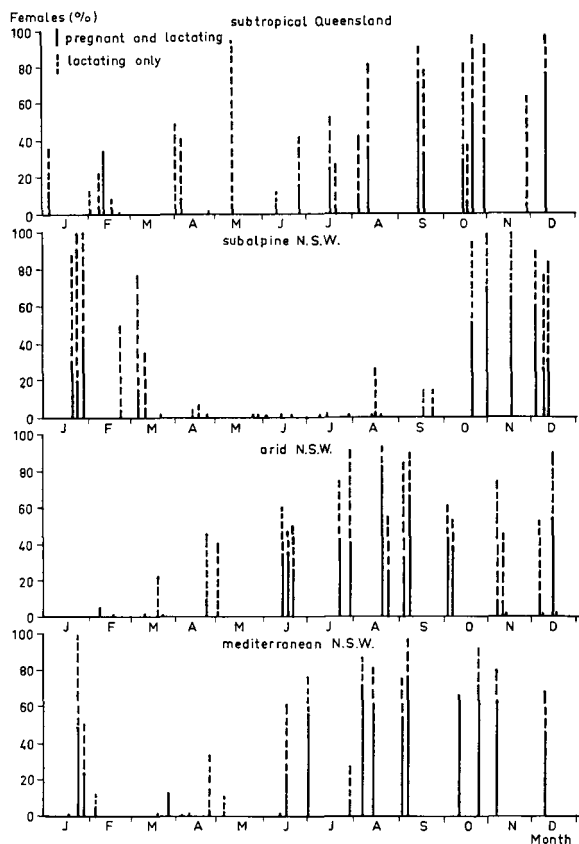 Females (%)
subtropical Queensland
pregnant and lactating
lactating only
80
60
40
20
0
J F M A M J J A S O N D
subalpine N.S.W.
100
80
60
40
20
0
J F M A M J J A S O N D
arid N.S.W.
100
80
60
40
20
0
J F M A M J J A S O N D
mediterranean N.S.W.
100
80
60
40
20
0
J F M A M J J A S O N D
Month